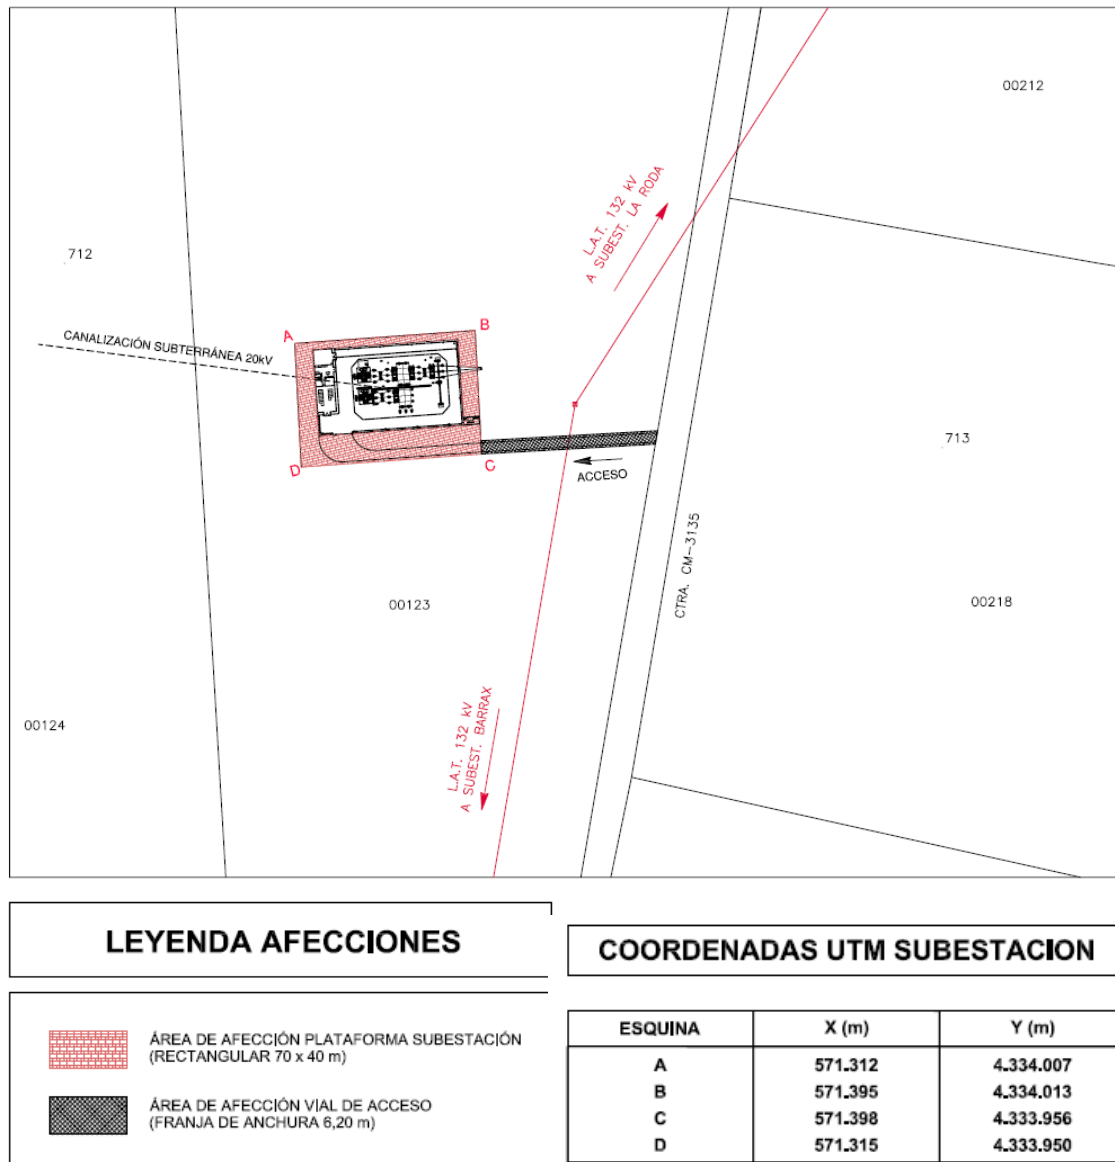 00212
L.A.T. 132 kV
A SUBEST. LA RODA
712
A
B
CANALIZACIÓN SUBTERRÁNEA 20kV
713
D
C
ACCESO
CTRA. CM-3135
00123
00218
L.A.T. 132 kV
A SUBEST. BARRAX
00124
LEYENDA AFECCIONES
ÁREA DE AFECCIÓN PLATAFORMA SUBESTACIÓN
(RECTANGULAR 70 x 40 m)
ÁREA DE AFECCIÓN VIAL DE ACCESO
(FRANJA DE ANCHURA 6,20 m)
COORDENADAS UTM SUBESTACION
ESQUINA X (m) Y (m)
A 571.312 4.334.007
B 571.395 4.334.013
C 571.398 4.333.956
D 571.315 4.333.950